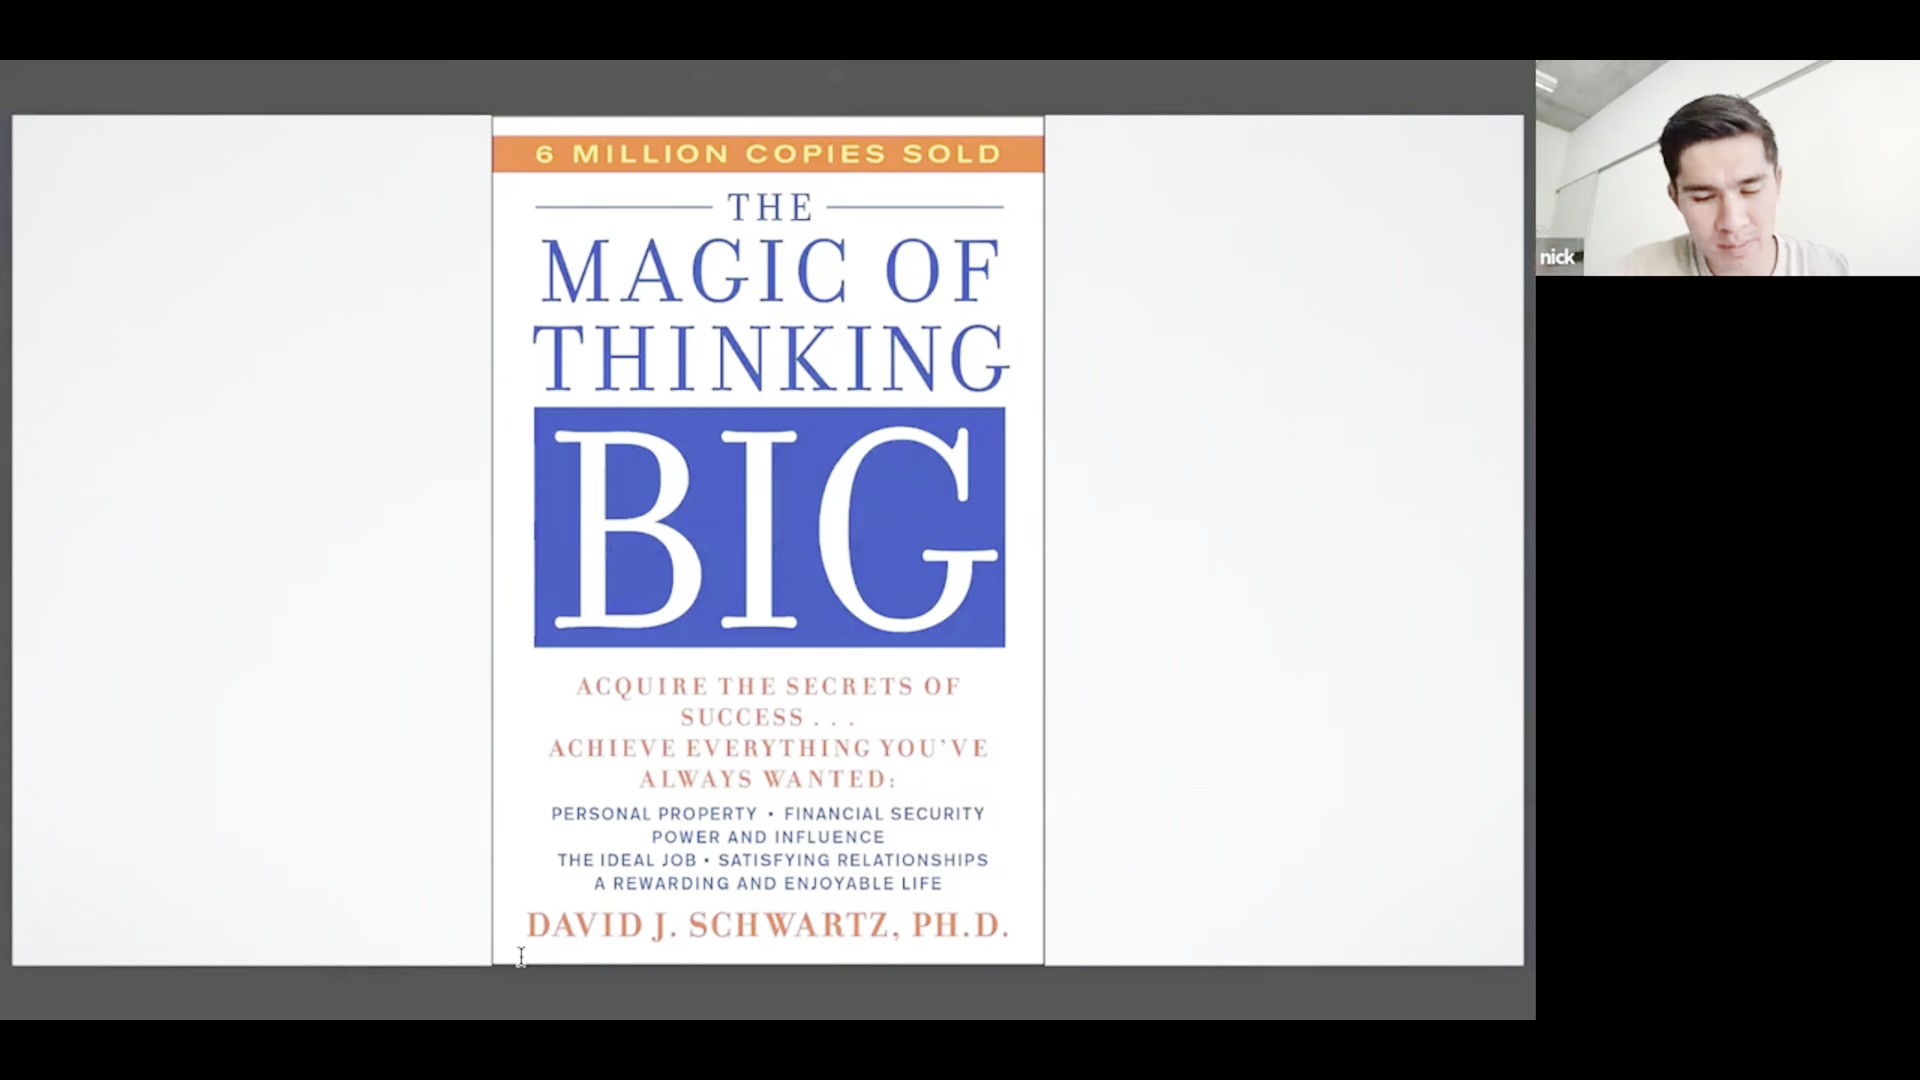 6 MILLION COPIES SOLD
THE
MAGIC OF
THINKING
BIG
ACQUIRE THE SECRETS OF
SUCCESS . . .
ACHIEVE EVERYTHING YOU'VE
ALWAYS WANTED:
PERSONAL PROPERTY • FINANCIAL SECURITY
POWER AND INFLUENCE
THE IDEAL JOB • SATISFYING RELATIONSHIPS
A REWARDING AND ENJOYABLE LIFE
DAVID J. SCHWARTZ, PH.D.
nick